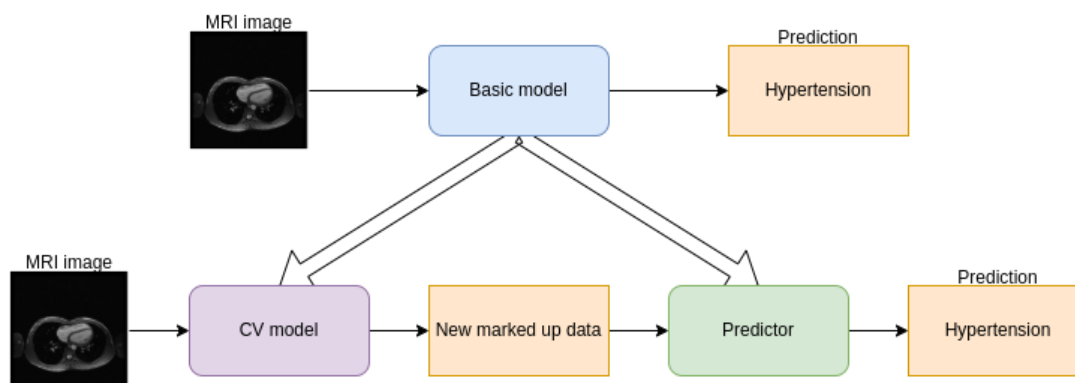 MRI image
Prediction
Basic model
Hypertension
MRI image
Prediction
CV model
New marked up data
Predictor
Hypertension